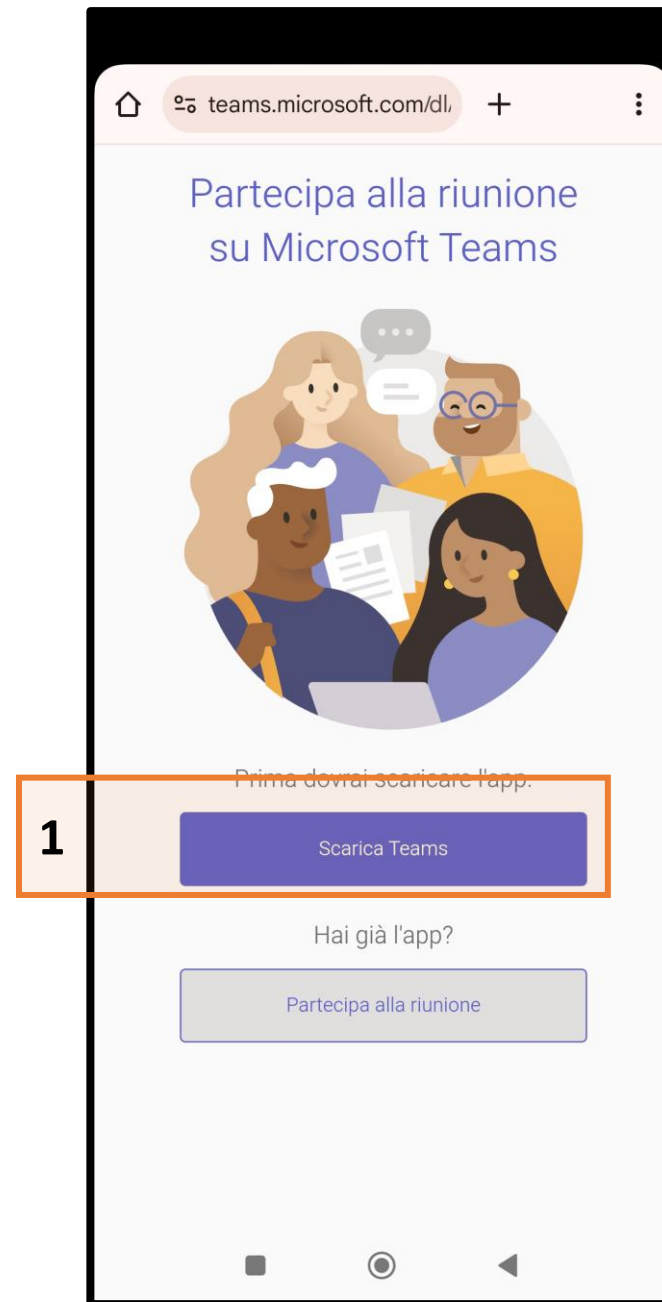 teams.microsoft.com/dl/
Partecipa alla riunione
su Microsoft Teams
Prima dovrai scaricare l'app.
1
Scarica Teams
Hai già l'app?
Partecipa alla riunione